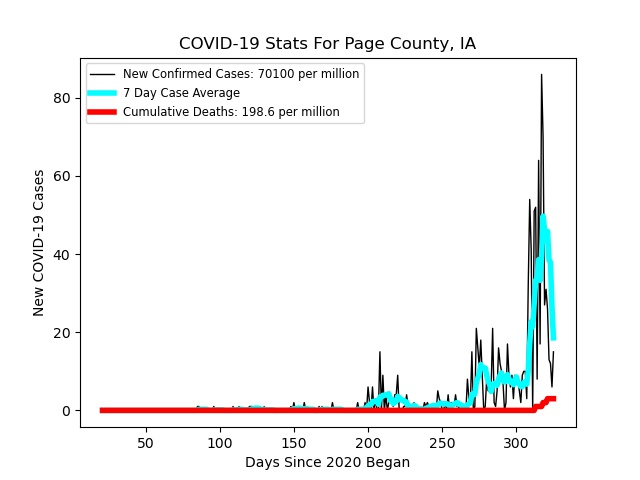 COVID-19 Stats For Page County, IA
New Confirmed Cases: 70100 per million
7 Day Case Average
Cumulative Deaths: 198.6 per million
New COVID-19 Cases
80
60
40
20
0
50 100 150 200 250 300
Days Since 2020 Began